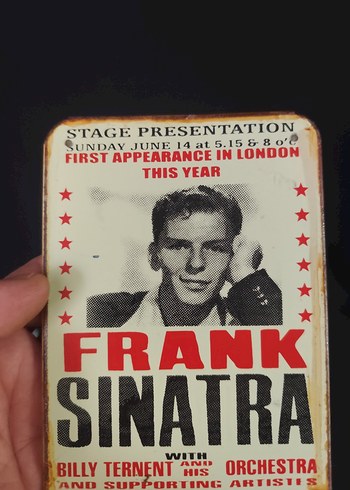 STAGE PRESENTATION
SUNDAY JUNE 14 at 5.15 & 8 o'c
FIRST APPEARANCE IN LONDON
THIS YEAR
FRANK
SINATRA
WITH
BILLY TERNENT AND HIS ORCHESTRA
AND SUPPORTING ARTISTES